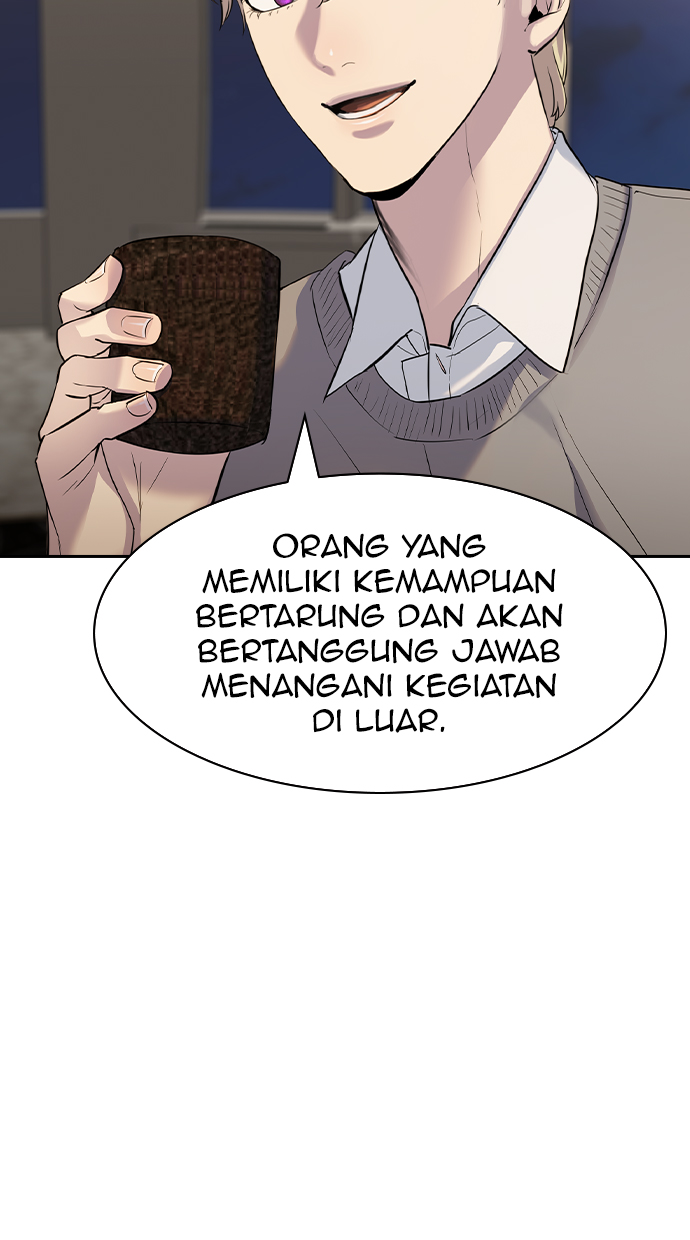 ORANG YANG
MEMILIKI KEMAMPUAN
BERTARUNG DAN AKAN
BERTANGGUNG JAWAB
MENANGANI KEGIATAN
DI LUAR.